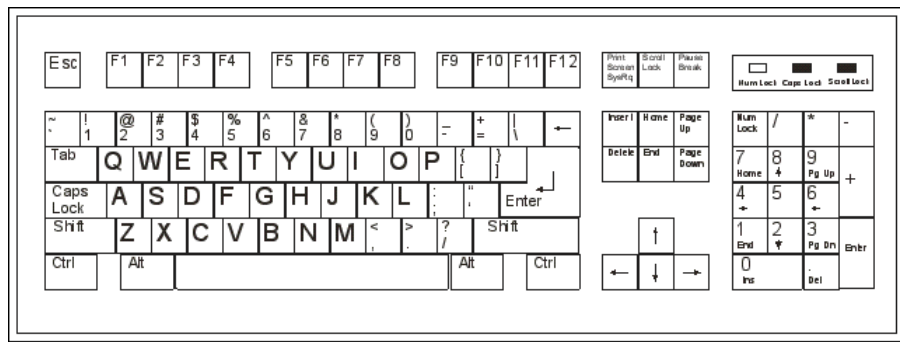 Esc F1 F2 F3 F4 F5 F6 F7 F8 F9 F10 F11 F12 Print Screen SysRq Scroll Lock Pause Break
Num Lock Caps Lock Scroll Lock
~ ` ! 1 @ 2 # 3 $ 4 % 5 ^ 6 & 7 * 8 ( 9 ) 0 _ - + = | \ ← Insert Home Page Up Num Lock / * -
Tab Q W E R T Y U I O P { [ } ] Delete End Page Down 7 Home 8 ↑ 9 Pg Up +
Caps Lock A S D F G H J K L : ; " ' Enter 4 ← 5 6 ←
Shift Z X C V B N M < , > . ? / Shift ↑ 1 End 2 ↓ 3 Pg Dn Enter
Ctrl Alt Alt Ctrl ← ↓ → 0 Ins . Del